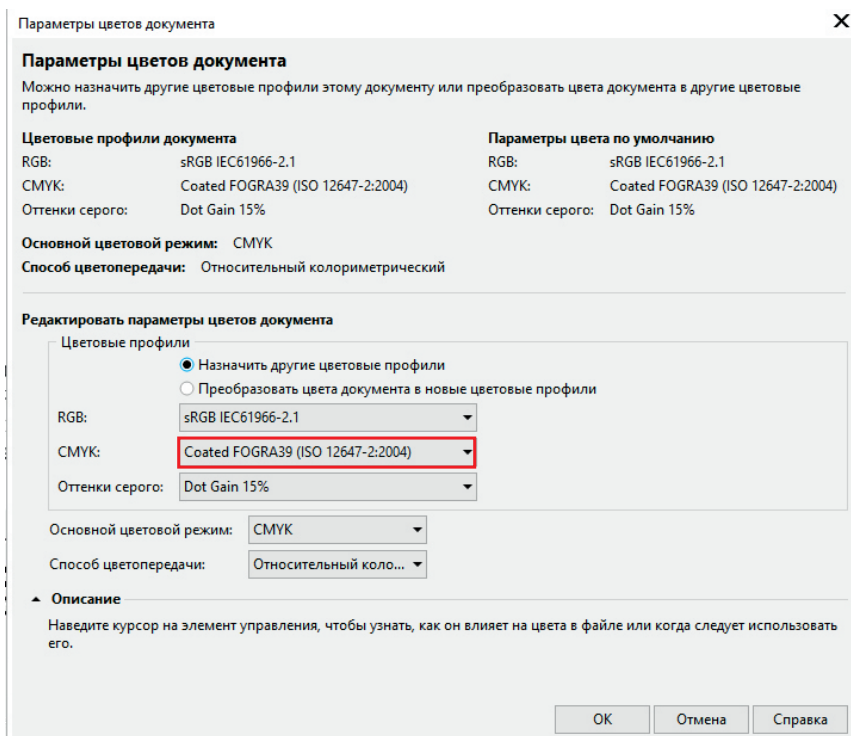 Параметры цветов документа
Параметры цветов документа
Можно назначить другие цветовые профили этому документу или преобразовать цвета документа в другие цветовые
профили.
Цветовые профили документа
RGB: sRGB IEC61966-2.1
CMYK: Coated FOGRA39 (ISO 12647-2:2004)
Оттенки серого: Dot Gain 15%
Параметры цвета по умолчанию
RGB: sRGB IEC61966-2.1
CMYK: Coated FOGRA39 (ISO 12647-2:2004)
Оттенки серого: Dot Gain 15%
Основной цветовой режим: CMYK
Способ цветопередачи: Относительный колориметрический
Редактировать параметры цветов документа
Цветовые профили
Назначить другие цветовые профили
Преобразовать цвета документа в новые цветовые профили
RGB: sRGB IEC61966-2.1
CMYK: Coated FOGRA39 (ISO 12647-2:2004)
Оттенки серого: Dot Gain 15%
Основной цветовой режим: CMYK
Способ цветопередачи: Относительный коло...
Описание
Наведите курсор на элемент управления, чтобы узнать, как он влияет на цвета в файле или когда следует использовать
его.
OK Отмена Справка